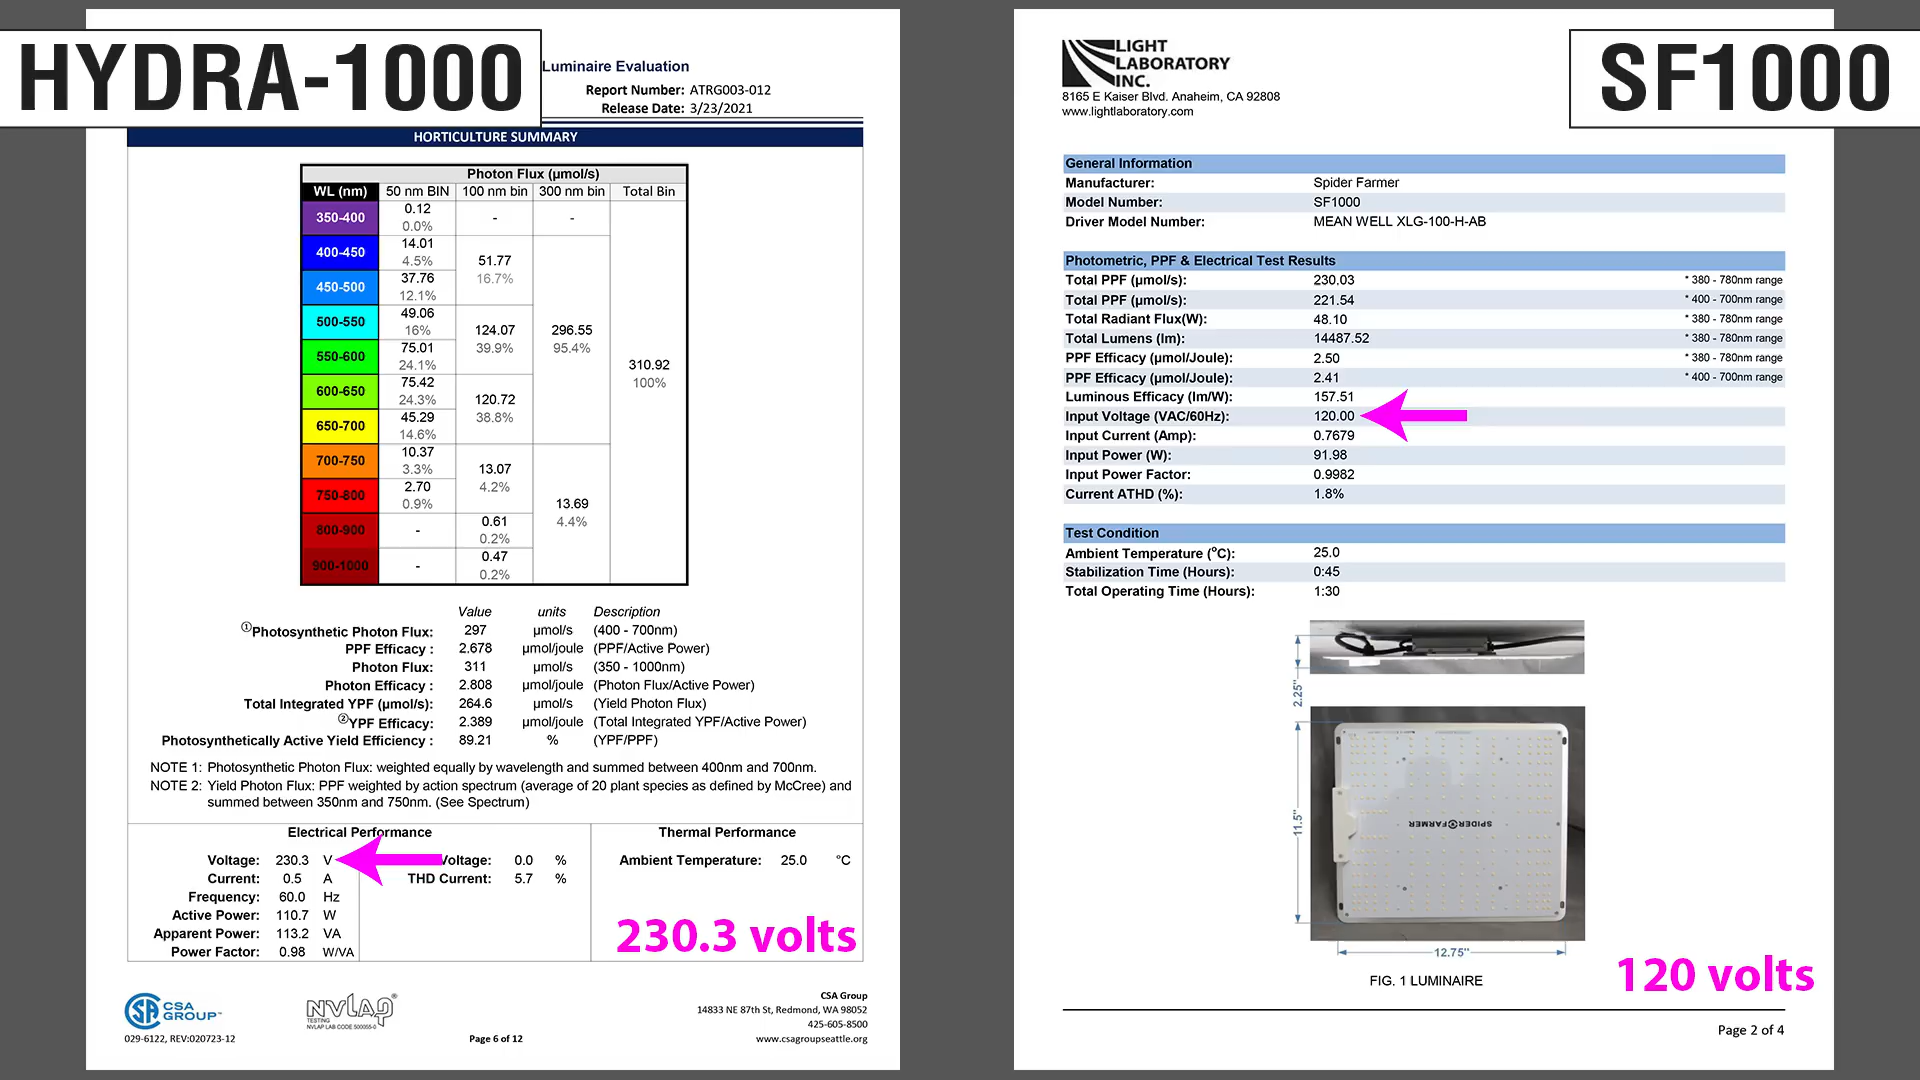 HYDRA-1000
Luminaire Evaluation
Report Number: ATRG003-012
Release Date: 3/23/2021
HORTICULTURE SUMMARY
Photon Flux (µmol/s)
WL (nm) 50 nm BIN 100 nm bin 300 nm bin Total Bin
350-400 0.12 0.0% - -
400-450 14.01 4.5%
51.77 16.7%
450-500 37.76 12.1%
500-550 49.06 16%
124.07 39.9% 296.55 95.4%
550-600 75.01 24.1%
310.92 100%
600-650 75.42 24.3%
120.72 38.8%
650-700 45.29 14.6%
700-750 10.37 3.3%
13.07 4.2%
750-800 2.70 0.9%
13.69 4.4%
800-900 - 0.61 0.2%
900-1000 - 0.47 0.2%
Value units Description
①Photosynthetic Photon Flux: 297 µmol/s (400 - 700nm)
PPF Efficacy : 2.678 µmol/joule (PPF/Active Power)
Photon Flux: 311 µmol/s (350 - 1000nm)
Photon Efficacy : 2.808 µmol/joule (Photon Flux/Active Power)
Total Integrated YPF (µmol/s): 264.6 µmol/s (Yield Photon Flux)
②YPF Efficacy: 2.389 µmol/joule (Total Integrated YPF/Active Power)
Photosynthetically Active Yield Efficiency : 89.21 % (YPF/PPF)
NOTE 1: Photosynthetic Photon Flux: weighted equally by wavelength and summed between 400nm and 700nm.
NOTE 2: Yield Photon Flux: PPF weighted by action spectrum (average of 20 plant species as defined by McCree) and
summed between 350nm and 750nm. (See Spectrum)
Electrical Performance
Thermal Performance
Voltage: 230.3 V Voltage: 0.0 % Ambient Temperature: 25.0 °C
Current: 0.5 A THD Current: 5.7 %
Frequency: 60.0 Hz
Active Power: 110.7 W
Apparent Power: 113.2 VA
Power Factor: 0.98 W/VA
230.3 volts
CSA GROUP™
NVLAP®
TESTING
NVLAP LAB CODE 500055-0
CSA Group
14833 NE 87th St, Redmond, WA 98052
425-605-8500
029-6122, REV:020723-12 Page 6 of 12 www.csagroupseattle.org
SF1000
LIGHT
LABORATORY
INC.
8165 E Kaiser Blvd. Anaheim, CA 92808
www.lightlaboratory.com
General Information
Manufacturer: Spider Farmer
Model Number: SF1000
Driver Model Number: MEAN WELL XLG-100-H-AB
Photometric, PPF & Electrical Test Results
Total PPF (µmol/s): 230.03 * 380 - 780nm range
Total PPF (µmol/s): 221.54 * 400 - 700nm range
Total Radiant Flux(W): 48.10 * 380 - 780nm range
Total Lumens (lm): 14487.52 * 380 - 780nm range
PPF Efficacy (µmol/Joule): 2.50 * 380 - 780nm range
PPF Efficacy (µmol/Joule): 2.41 * 400 - 700nm range
Luminous Efficacy (lm/W): 157.51
Input Voltage (VAC/60Hz): 120.00
Input Current (Amp): 0.7679
Input Power (W): 91.98
Input Power Factor: 0.9982
Current ATHD (%): 1.8%
Test Condition
Ambient Temperature (°C): 25.0
Stabilization Time (Hours): 0:45
Total Operating Time (Hours): 1:30
2.25"
11.5"
SPIDER FARMER
12.75"
FIG. 1 LUMINAIRE
120 volts
Page 2 of 4